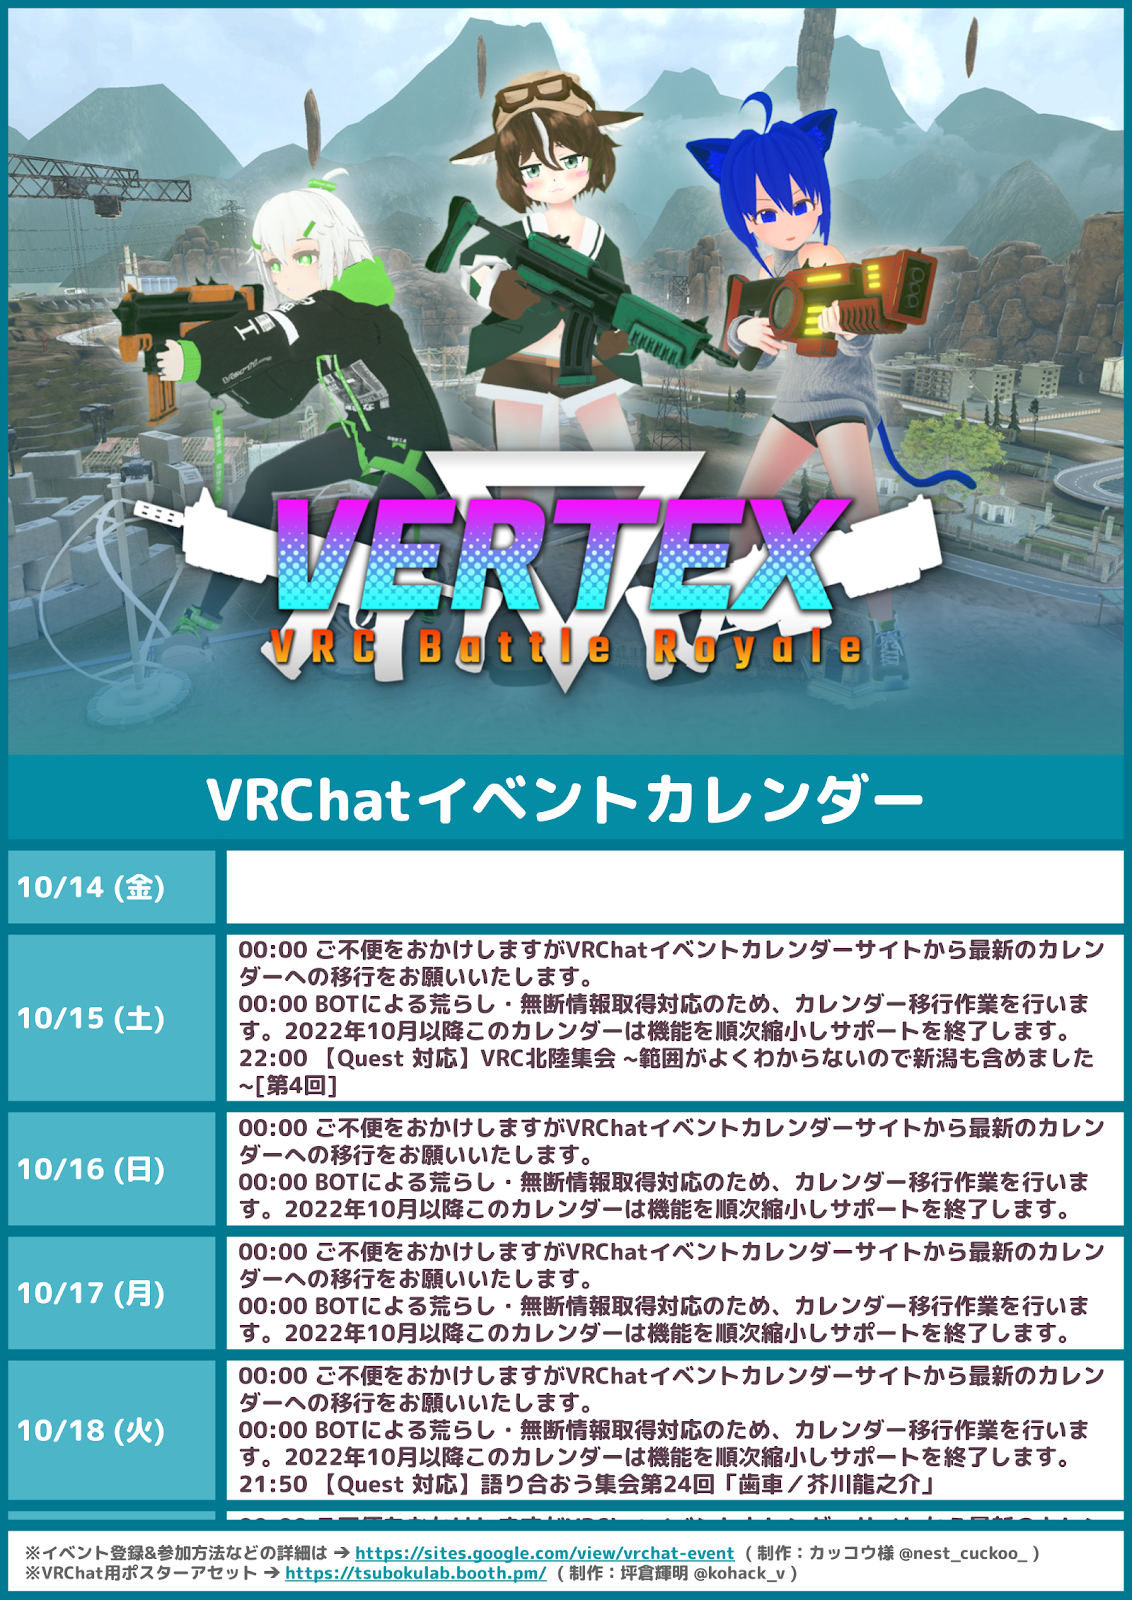 VERTEX
VRC Battle Royale
VRChatイベントカレンダー
10/14 (金)
10/15 (土)
00:00 ご不便をおかけしますがVRChatイベントカレンダーサイトから最新のカレン
ダーへの移行をお願いいたします。
00:00 BOTによる荒らし・無断情報取得対応のため、カレンダー移行作業を行いま
す。2022年10月以降このカレンダーは機能を順次縮小しサポートを終了します。
22:00 【Quest 対応】VRC北陸集会 ~範囲がよくわからないので新潟も含めました
~[第4回]
10/16 (日)
00:00 ご不便をおかけしますがVRChatイベントカレンダーサイトから最新のカレン
ダーへの移行をお願いいたします。
00:00 BOTによる荒らし・無断情報取得対応のため、カレンダー移行作業を行いま
す。2022年10月以降このカレンダーは機能を順次縮小しサポートを終了します。
10/17 (月)
00:00 ご不便をおかけしますがVRChatイベントカレンダーサイトから最新のカレン
ダーへの移行をお願いいたします。
00:00 BOTによる荒らし・無断情報取得対応のため、カレンダー移行作業を行いま
す。2022年10月以降このカレンダーは機能を順次縮小しサポートを終了します。
10/18 (火)
00:00 ご不便をおかけしますがVRChatイベントカレンダーサイトから最新のカレン
ダーへの移行をお願いいたします。
00:00 BOTによる荒らし・無断情報取得対応のため、カレンダー移行作業を行いま
す。2022年10月以降このカレンダーは機能を順次縮小しサポートを終了します。
21:50 【Quest 対応】語り合おう集会第24回「歯車／芥川龍之介」
※イベント登録&参加方法などの詳細は → https://sites.google.com/view/vrchat-event ( 制作：カッコウ様 @nest_cuckoo_ )
※VRChat用ポスターアセット → https://tsubokulab.booth.pm/ ( 制作：坪倉輝明 @kohack_v )